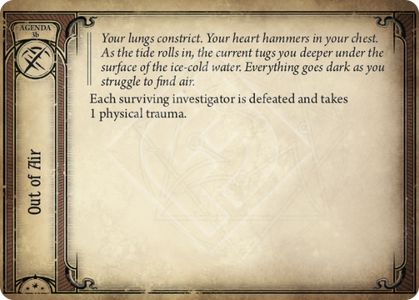 AGENDA
3b
Out of Air
Your lungs constrict. Your heart hammers in your chest.
As the tide rolls in, the current tugs you deeper under the
surface of the ice-cold water. Everything goes dark as you
struggle to find air.
Each surviving investigator is defeated and takes
1 physical trauma.